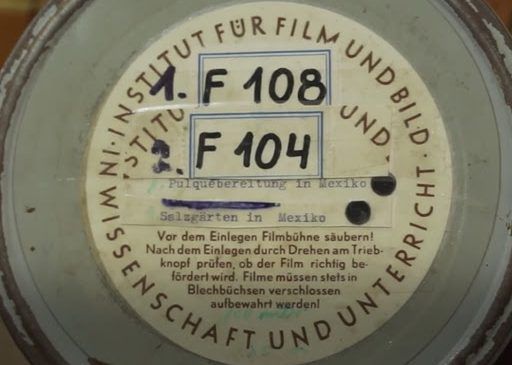 INSTITUT FÜR FILM UND BILD · IN WISSENSCHAFT UND UNTERRICHT ·
1. F 108
STITU
UND
2. F 104
Pulquebereitung in Mexiko
Salzgärten in Mexiko
Vor dem Einlegen Filmbühne säubern!
Nach dem Einlegen durch Drehen am Trieb-
knopf prüfen, ob der Film richtig be-
fördert wird. Filme müssen stets in
Blechbüchsen verschlossen
aufbewahrt werden!